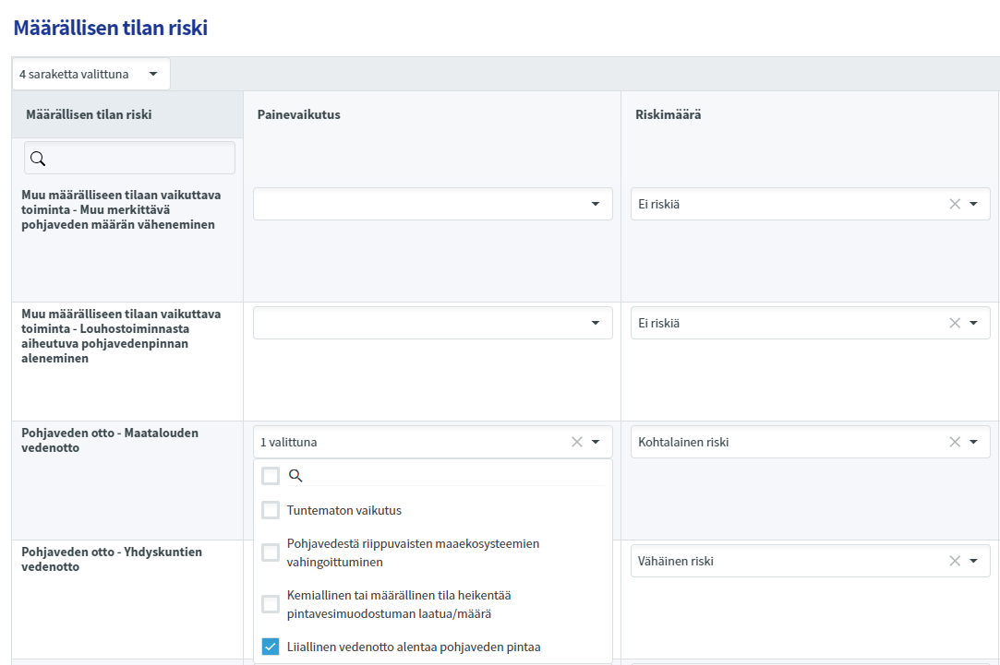 Määrällisen tilan riski
4 saraketta valittuna
Määrällisen tilan riski
Painevaikutus
Riskimäärä
Muu määrälliseen tilaan vaikuttava
toiminta - Muu merkittävä
pohjaveden määrän väheneminen
Ei riskiä
Muu määrälliseen tilaan vaikuttava
toiminta - Louhostoiminnasta
aiheutuva pohjavedenpinnan
aleneminen
Ei riskiä
Pohjaveden otto - Maatalouden
vedenotto
1 valittuna
Kohtalainen riski
Tuntematon vaikutus
Pohjavedestä riippuvaisten maaekosysteemien
vahingoittuminen
Kemiallinen tai määrällinen tila heikentää
pintavesimuodostuman laatua/määrä
Liiallinen vedenotto alentaa pohjaveden pintaa
Pohjaveden otto - Yhdyskuntien
vedenotto
Vähäinen riski